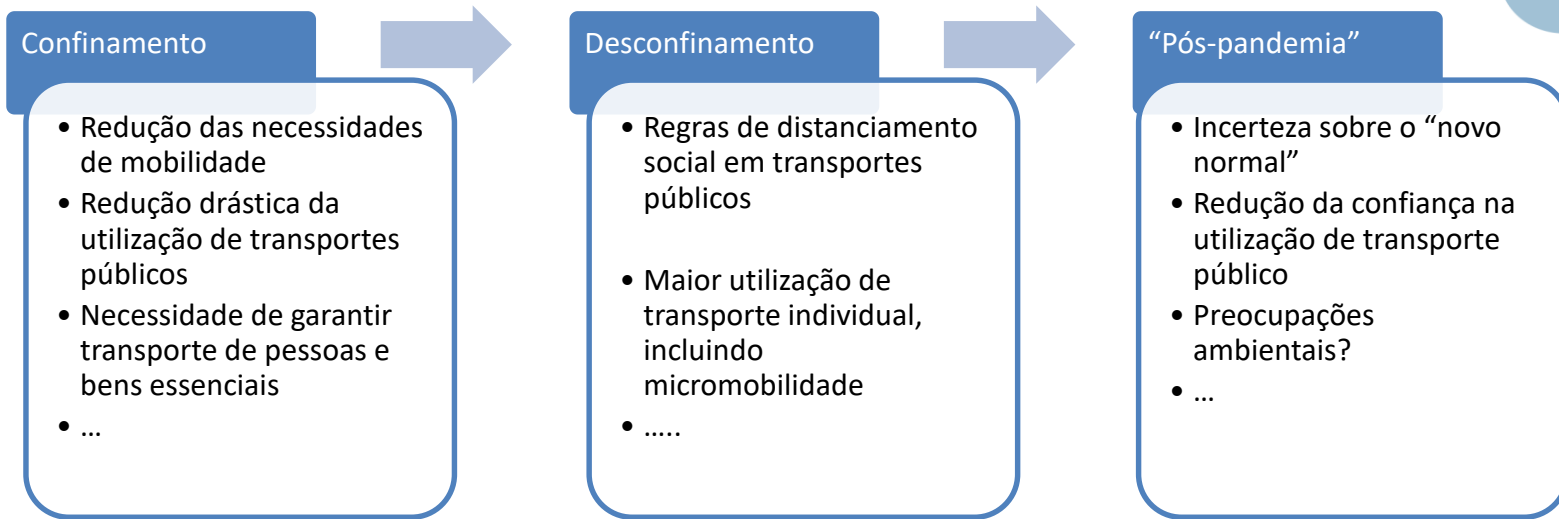 Confinamento
• Redução das necessidades
de mobilidade
• Redução drástica da
utilização de transportes
públicos
• Necessidade de garantir
transporte de pessoas e
bens essenciais
• …
Desconfinamento
• Regras de distanciamento
social em transportes
públicos
• Maior utilização de
transporte individual,
incluindo
micromobilidade
• …..
“Pós-pandemia”
• Incerteza sobre o “novo
normal”
• Redução da confiança na
utilização de transporte
público
• Preocupações
ambientais?
• …